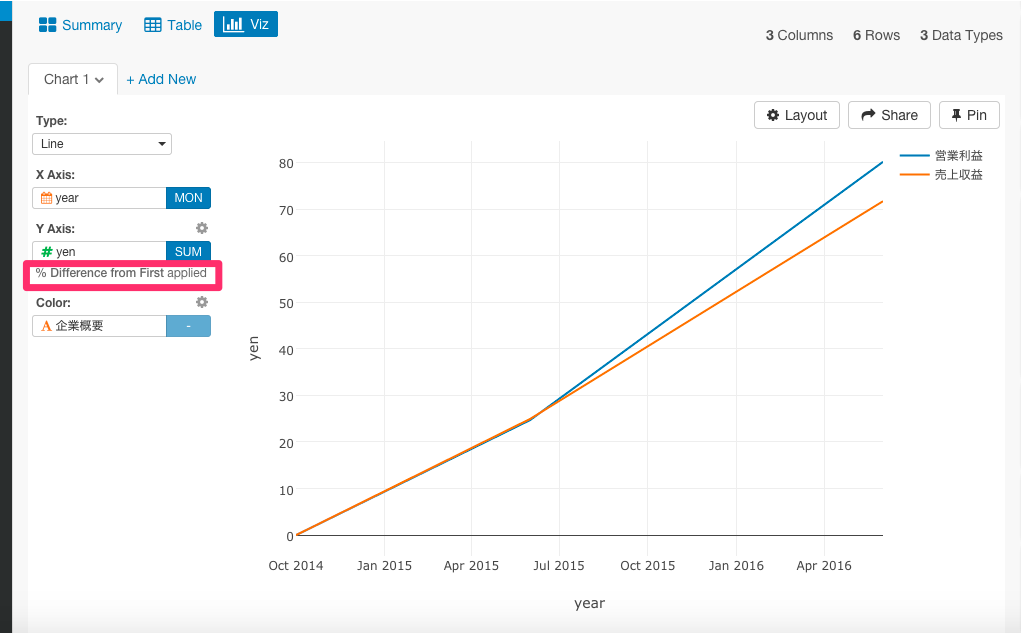 Summary Table Viz
3 Columns 6 Rows 3 Data Types
Chart 1 + Add New
Layout Share Pin
Type:
Line
X Axis:
year MON
Y Axis:
# yen SUM
% Difference from First applied
Color:
A 企業概要 -
営業利益
売上収益
80
70
60
50
40
30
20
10
0
yen
Oct 2014 Jan 2015 Apr 2015 Jul 2015 Oct 2015 Jan 2016 Apr 2016
year